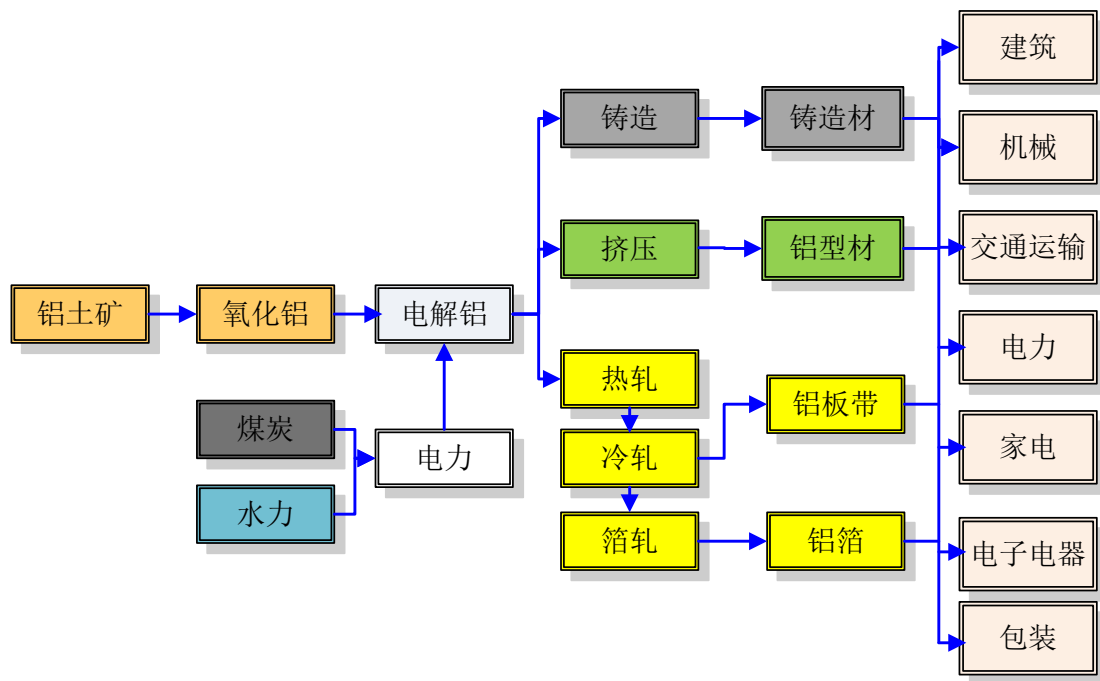 铝土矿
氧化铝
电解铝
煤炭
水力
电力
铸造
铸造材
挤压
铝型材
热轧
冷轧
铝板带
箔轧
铝箔
建筑
机械
交通运输
电力
家电
电子电器
包装